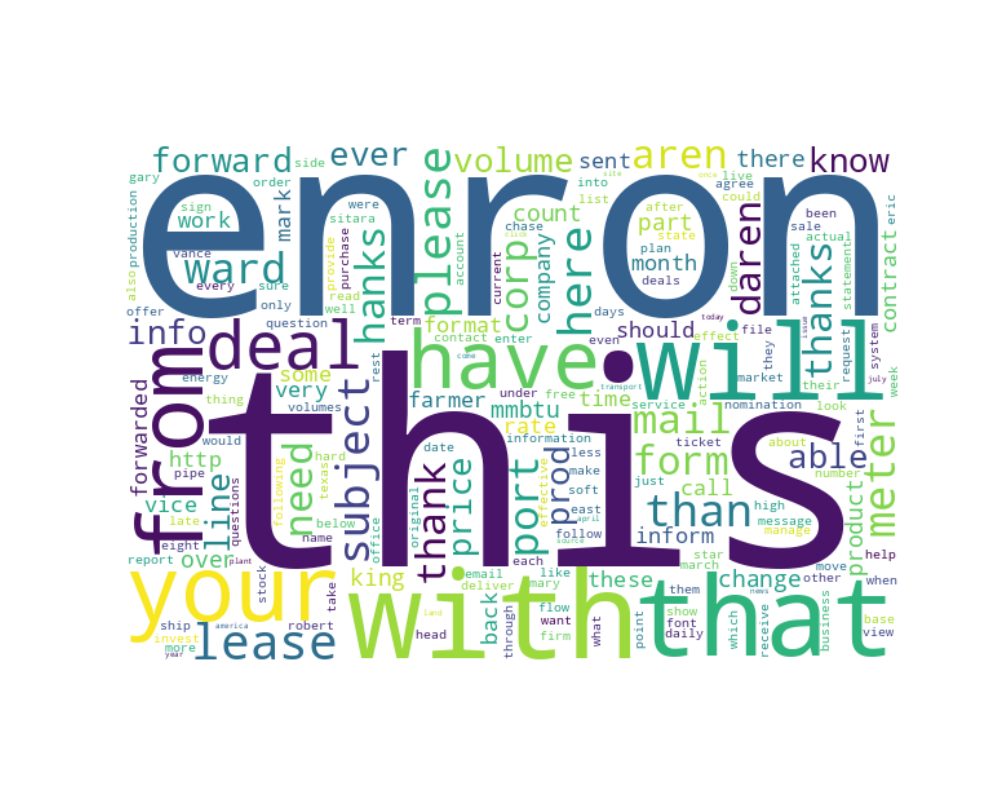 forward
side
ever
please
volume
sent
aren
there
know
gary
order
into
once
live
agree
site
enron
sign
work
mark
were
sitara
thanks
account
count
chase
list
after
could
part
state
plan
been
sale
actual
eric
production
also
vance
ward
every
purchase
provide
read
well
current
corp
click
company
here
month
deals
down
daren
attached
thanks
statement
contract
offer
only
sure
info
question
term
format
days
should
effect
today
file
issue
request
system
contact
enter
even
from
deal
have
will
energy
some
rest
come
transport
action
market
they
their
july
week
forwarded
thing
very
volumes
subject
farmer
mmbtu
under
free
time
service
nomination
look
first
would
this
rate
mail
ticket
about
able
meter
http
need
hard
date
information
less
form
number
pipe
following
texas
thank
price
port
prod
make
just
call
high
product
vice
line
questions
below
office
original
effective
soft
east
april
than
message
manage
late
name
follow
inform
eight
report
over
plant
each
source
star
march
move
help
king
email
like
these
change
other
when
your
stock
take
deliver
mary
back
them
with
that
show
base
ship
america
robert
land
flow
want
what
point
font
which
receive
business
view
invest
lease
head
through
firm
daily
more
year
news